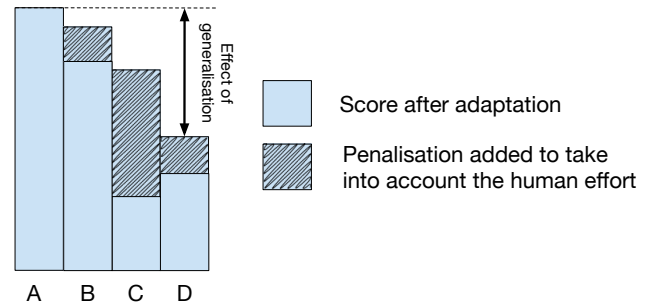 Effect of
generalisation
Score after adaptation
Penalisation added to take
into account the human effort
A B C D